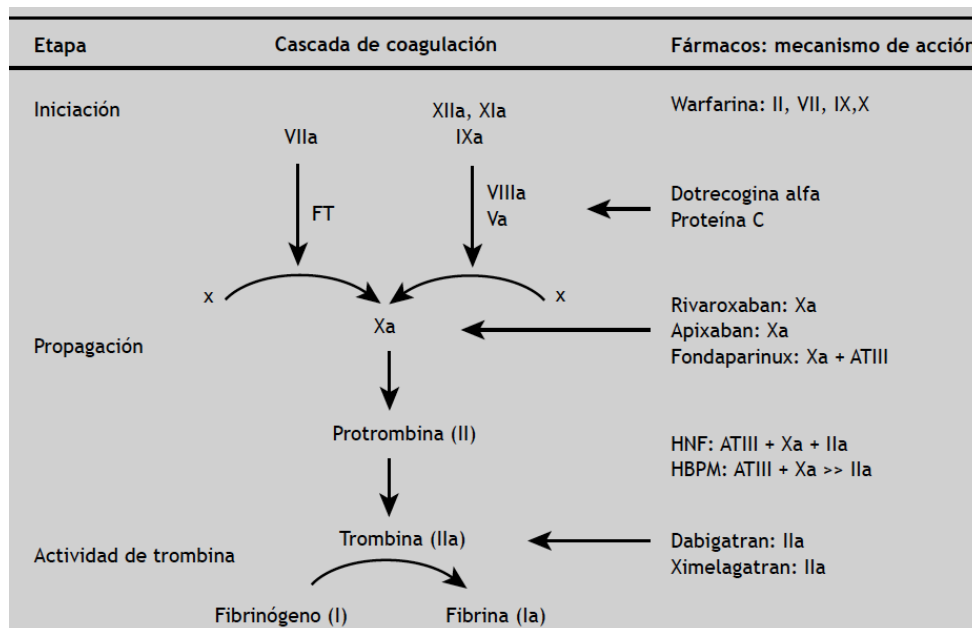 Etapa
Cascada de coagulación
Fármacos: mecanismo de acción
Iniciación
XIIa, XIa
IXa
VIIa
Warfarina: II, VII, IX,X
FT
VIIIa
Va
Dotrecogina alfa
Proteína C
x
x
Xa
Rivaroxaban: Xa
Apixaban: Xa
Fondaparinux: Xa + ATIII
Propagación
Protrombina (II)
HNF: ATIII + Xa + IIa
HBPM: ATIII + Xa >> IIa
Trombina (IIa)
Actividad de trombina
Dabigatran: IIa
Ximelagatran: IIa
Fibrinógeno (I)
Fibrina (Ia)